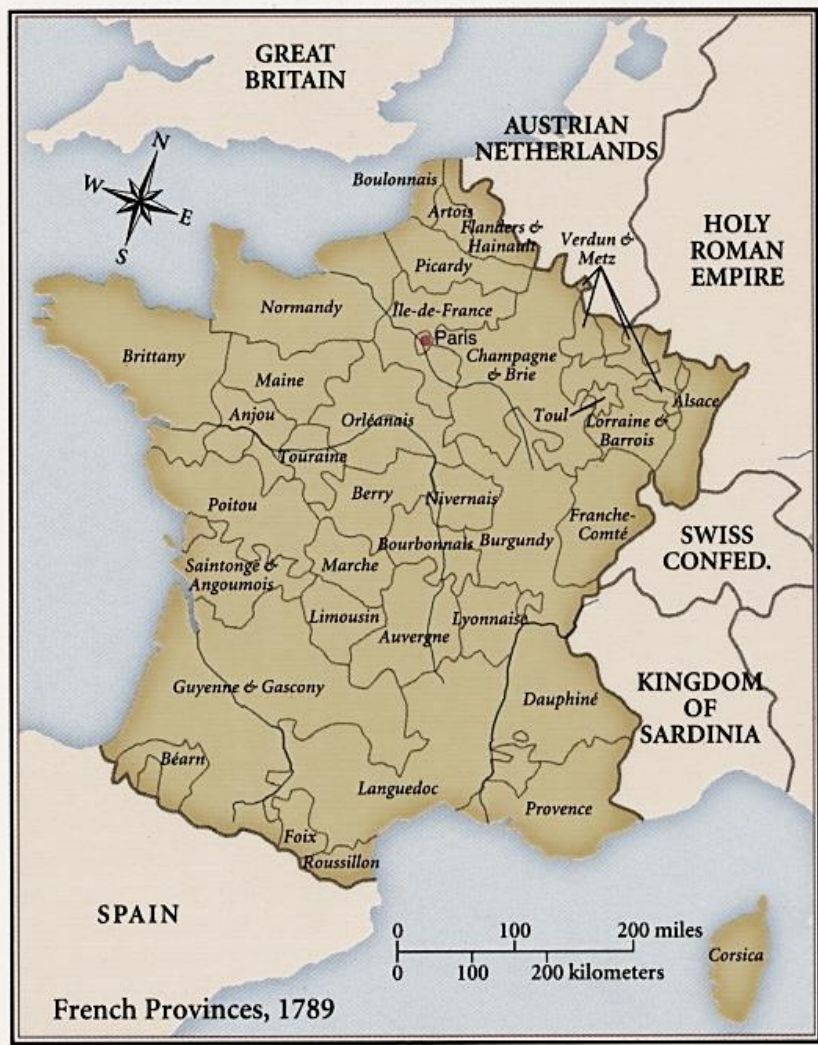 GREAT
BRITAIN
AUSTRIAN
NETHERLANDS
HOLY
ROMAN
EMPIRE
N
W
E
S
Boulonnais
Artois
Flanders &
Hainault
Verdun &
Metz
Picardy
Normandy
Île-de-France
Paris
Brittany
Champagne
& Brie
Maine
Alsace
Anjou
Orléanais
Toul
Lorraine &
Barrois
Touraine
Berry
Nivernais
Poitou
Franche-
Comté
Bourbonnais
Burgundy
SWISS
CONFED.
Saintonge &
Angoumois
Marche
Limousin
Lyonnaise
Auvergne
Guyenne & Gascony
Dauphiné
KINGDOM
OF
SARDINIA
Béarn
Languedoc
Provence
Foix
Roussillon
SPAIN
0 100 200 miles
0 100 200 kilometers
Corsica
French Provinces, 1789